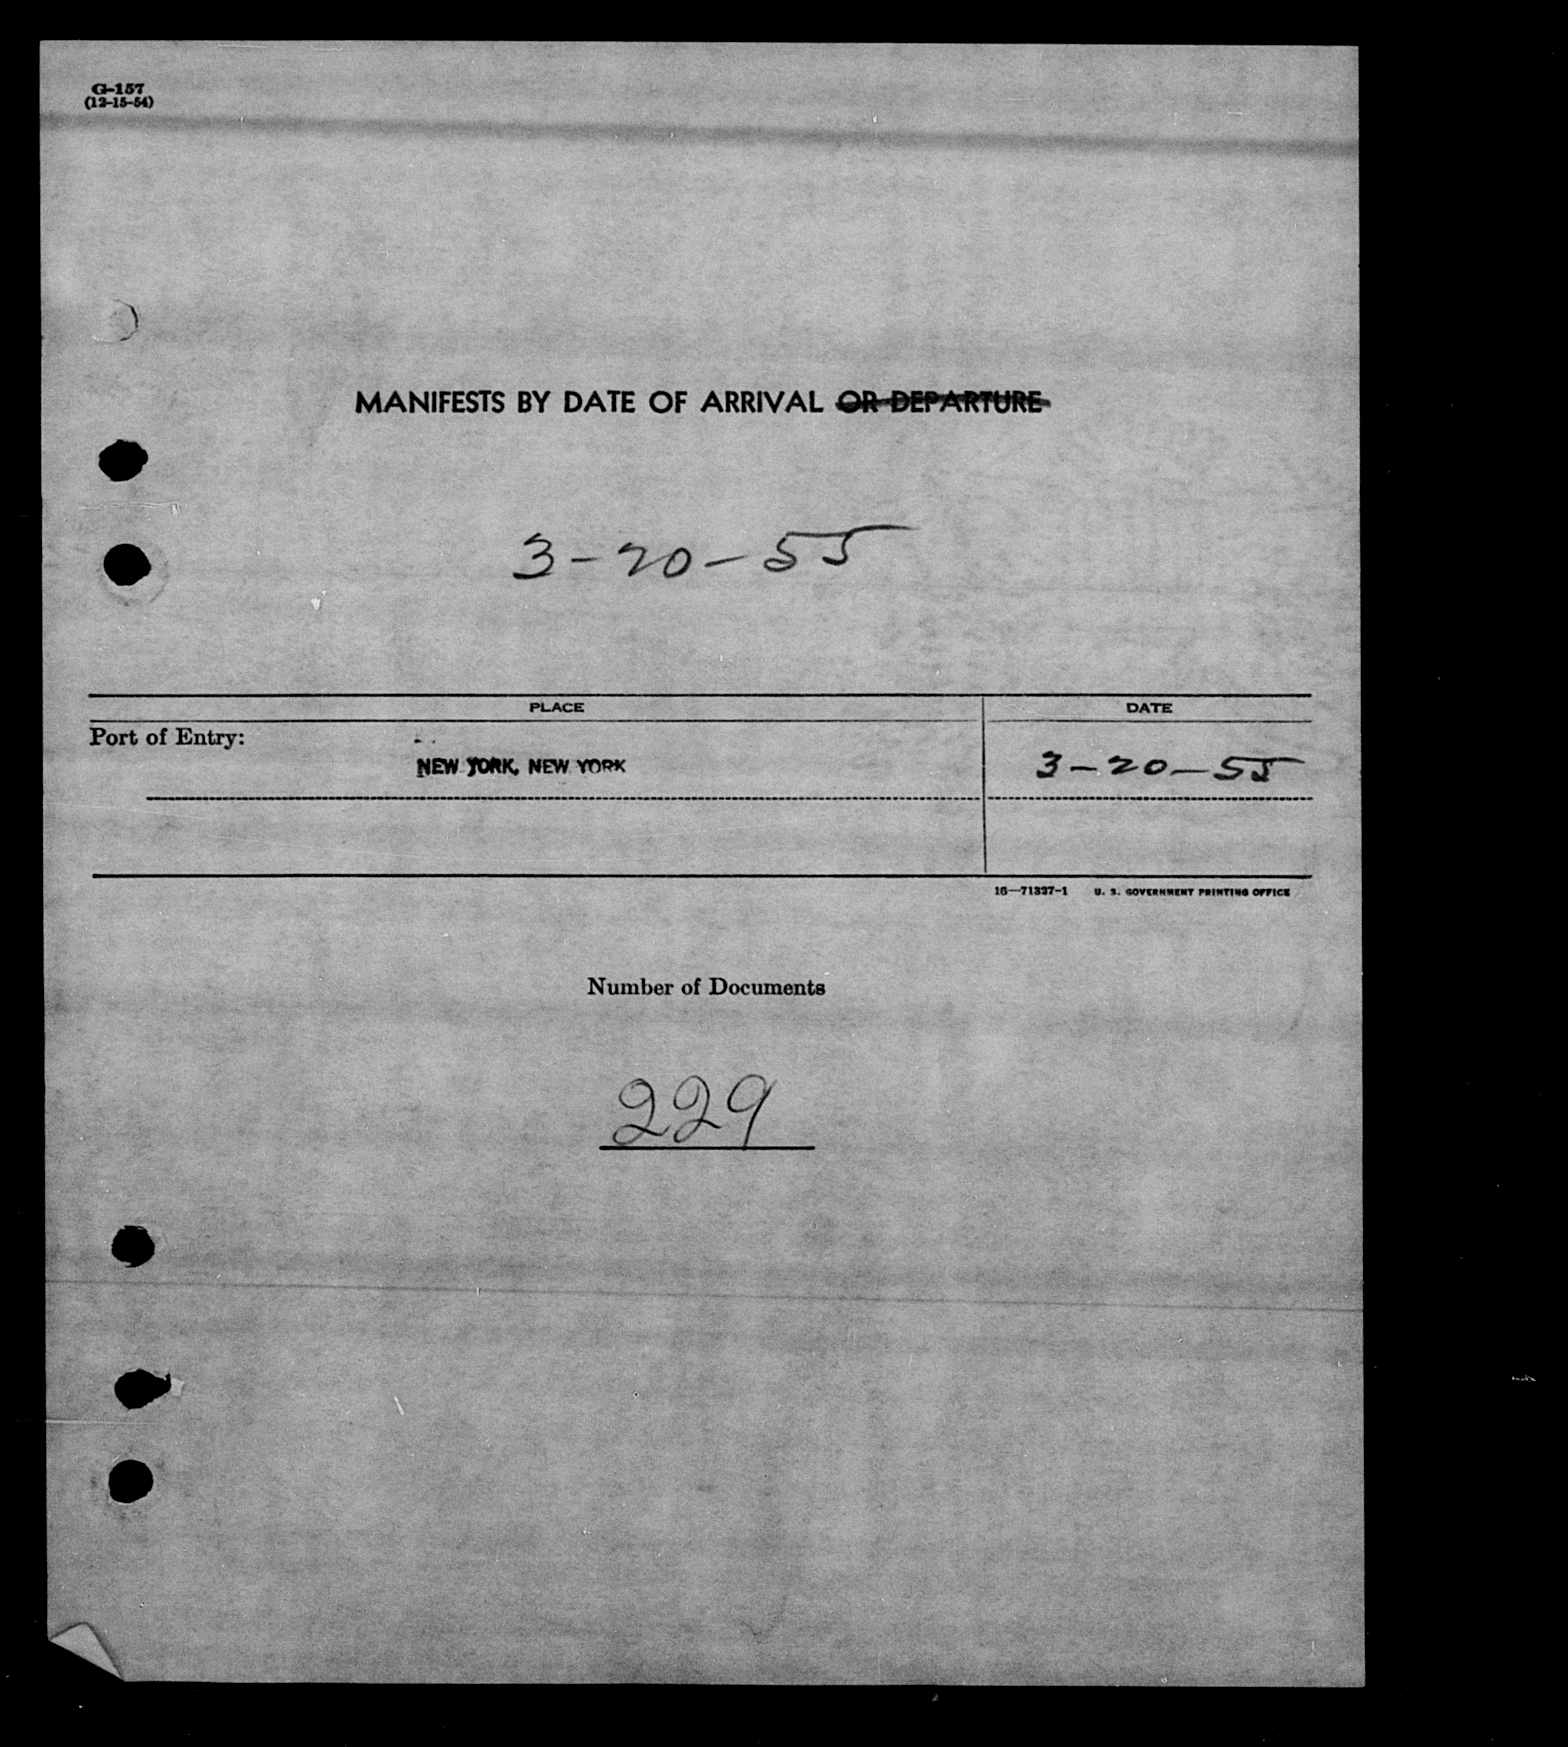 G-157
(12-15-54)
MANIFESTS BY DATE OF ARRIVAL OR DEPARTURE
3-20-55
PLACE DATE
Port of Entry:
NEW YORK, NEW YORK 3-20-55
16—71327-1 U. S. GOVERNMENT PRINTING OFFICE
Number of Documents
229